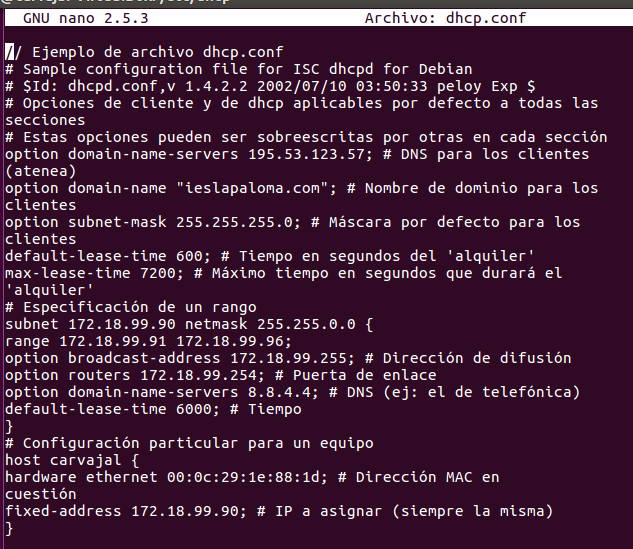 GNU nano 2.5.3 Archivo: dhcp.conf
// Ejemplo de archivo dhcp.conf
# Sample configuration file for ISC dhcpd for Debian
# $Id: dhcpd.conf,v 1.4.2.2 2002/07/10 03:50:33 peloy Exp $
# Opciones de cliente y de dhcp aplicables por defecto a todas las
secciones
# Estas opciones pueden ser sobreescritas por otras en cada sección
option domain-name-servers 195.53.123.57; # DNS para los clientes
(atenea)
option domain-name "ieslapaloma.com"; # Nombre de dominio para los
clientes
option subnet-mask 255.255.255.0; # Máscara por defecto para los
clientes
default-lease-time 600; # Tiempo en segundos del 'alquiler'
max-lease-time 7200; # Máximo tiempo en segundos que durará el
'alquiler'
# Especificación de un rango
subnet 172.18.99.90 netmask 255.255.0.0 {
range 172.18.99.91 172.18.99.96;
option broadcast-address 172.18.99.255; # Dirección de difusión
option routers 172.18.99.254; # Puerta de enlace
option domain-name-servers 8.8.4.4; # DNS (ej: el de telefónica)
default-lease-time 6000; # Tiempo
}
# Configuración particular para un equipo
host carvajal {
hardware ethernet 00:0c:29:1e:88:1d; # Dirección MAC en
cuestión
fixed-address 172.18.99.90; # IP a asignar (siempre la misma)
}